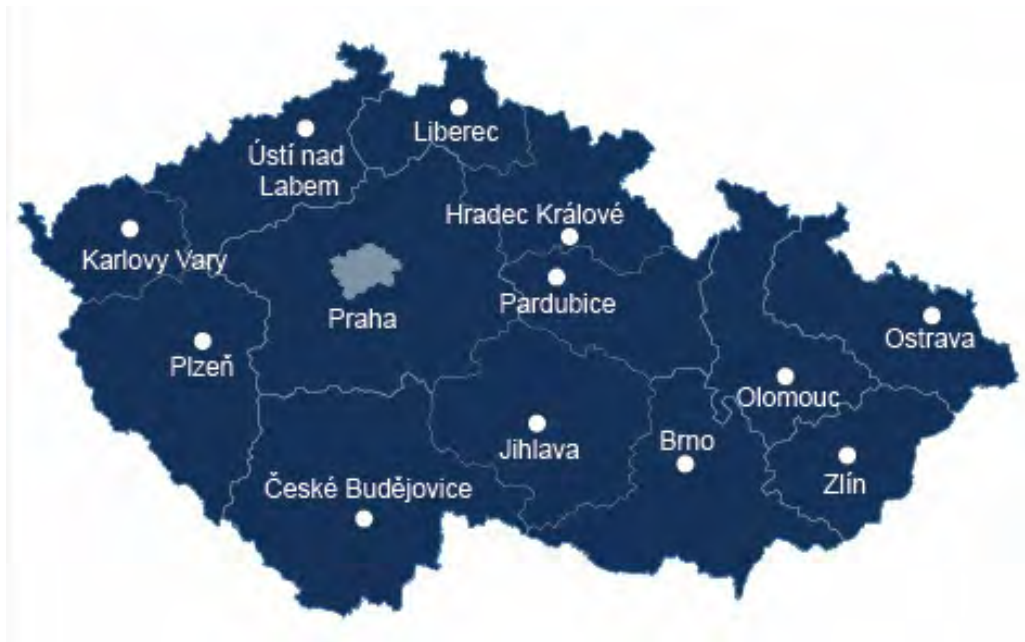 Liberec
Ústí nad
Labem
Hradec Králové
Karlovy Vary
Pardubice
Praha
Ostrava
Plzeň
Olomouc
Brno
Jihlava
Zlín
České Budějovice